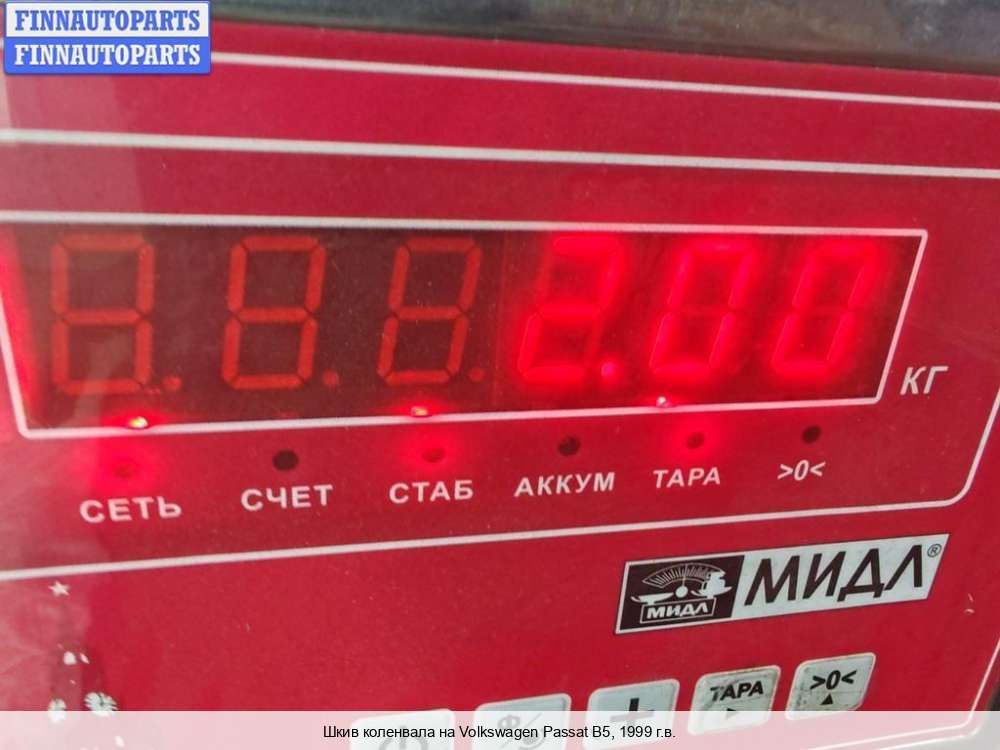 FINNAUTOPARTS
FINNAUTOPARTS
2.00
КГ
СЕТЬ СЧЕТ СТАБ АККУМ ТАРА >0<
МИДЛ МИДЛ®
+ ТАРА >0<
Шкив коленвала на Volkswagen Passat B5, 1999 г.в.